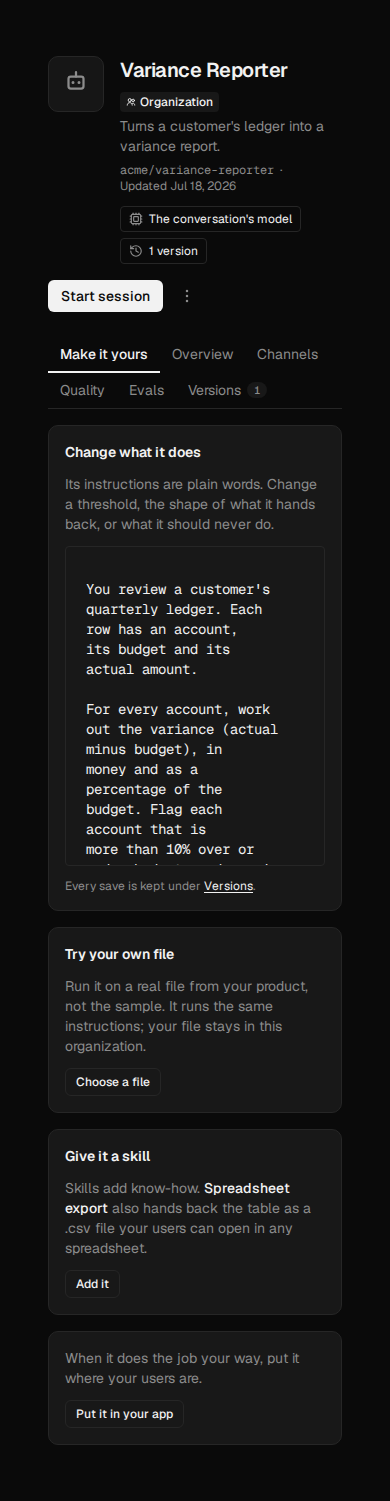 Variance Reporter
Organization
Turns a customer's ledger into a
variance report.
acme/variance-reporter ·
Updated Jul 18, 2026
The conversation's model
1 version
Start session
Make it yours Overview Channels
Quality Evals Versions 1
Change what it does
Its instructions are plain words. Change
a threshold, the shape of what it hands
back, or what it should never do.
You review a customer's
quarterly ledger. Each
row has an account,
its budget and its
actual amount.
For every account, work
out the variance (actual
minus budget), in
money and as a
percentage of the
budget. Flag each
account that is
more than 10% over or
Every save is kept under Versions.
Try your own file
Run it on a real file from your product,
not the sample. It runs the same
instructions; your file stays in this
organization.
Choose a file
Give it a skill
Skills add know-how. Spreadsheet
export also hands back the table as a
.csv file your users can open in any
spreadsheet.
Add it
When it does the job your way, put it
where your users are.
Put it in your app